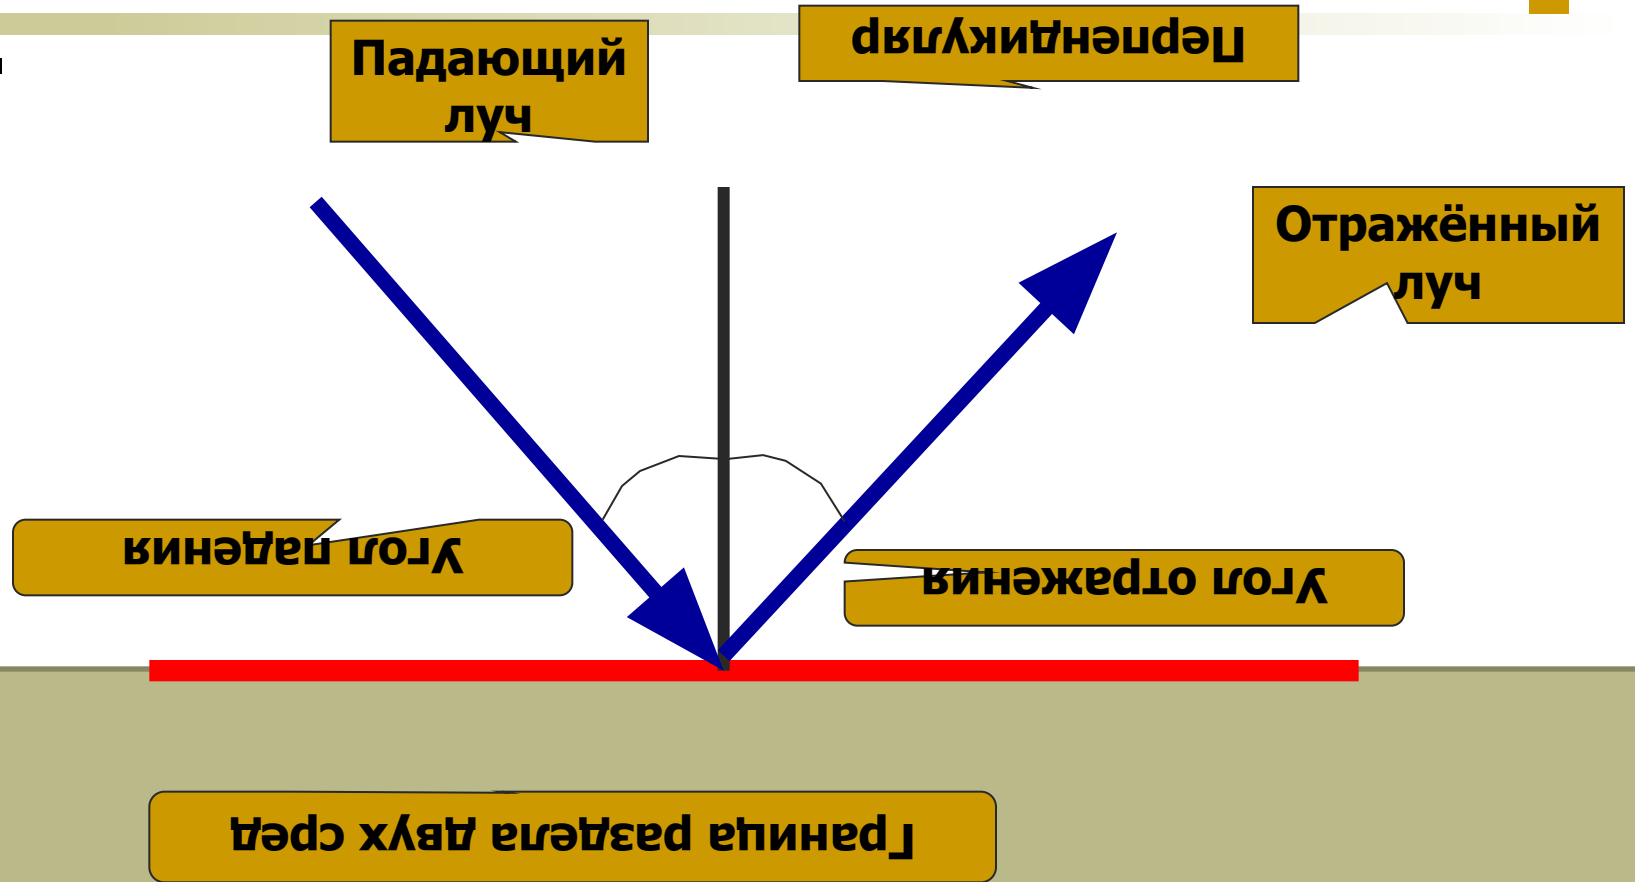 Падающий
луч
Перпендикуляр
Отражённый
луч
Угол падения
Угол отражения
Граница раздела двух сред